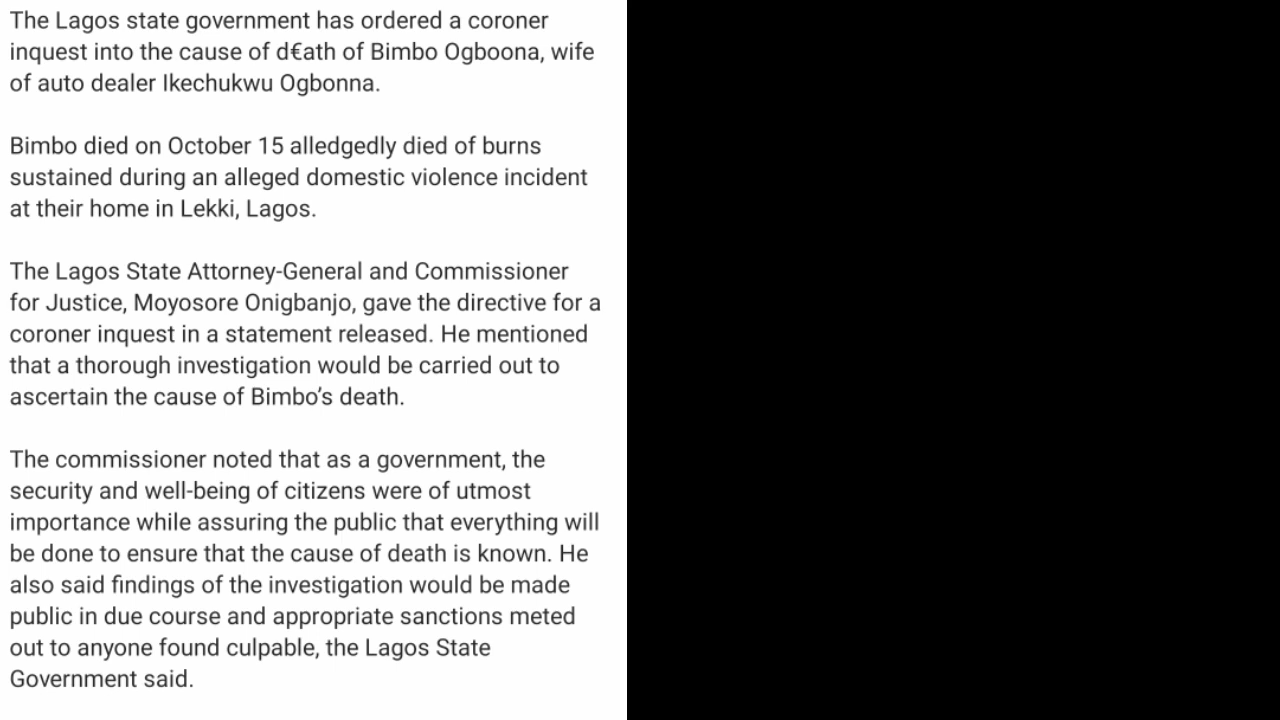 The Lagos state government has ordered a coroner
inquest into the cause of d€ath of Bimbo Ogboona, wife
of auto dealer Ikechukwu Ogbonna.
Bimbo died on October 15 alledgedly died of burns
sustained during an alleged domestic violence incident
at their home in Lekki, Lagos.
The Lagos State Attorney-General and Commissioner
for Justice, Moyosore Onigbanjo, gave the directive for a
coroner inquest in a statement released. He mentioned
that a thorough investigation would be carried out to
ascertain the cause of Bimbo’s death.
The commissioner noted that as a government, the
security and well-being of citizens were of utmost
importance while assuring the public that everything will
be done to ensure that the cause of death is known. He
also said findings of the investigation would be made
public in due course and appropriate sanctions meted
out to anyone found culpable, the Lagos State
Government said.